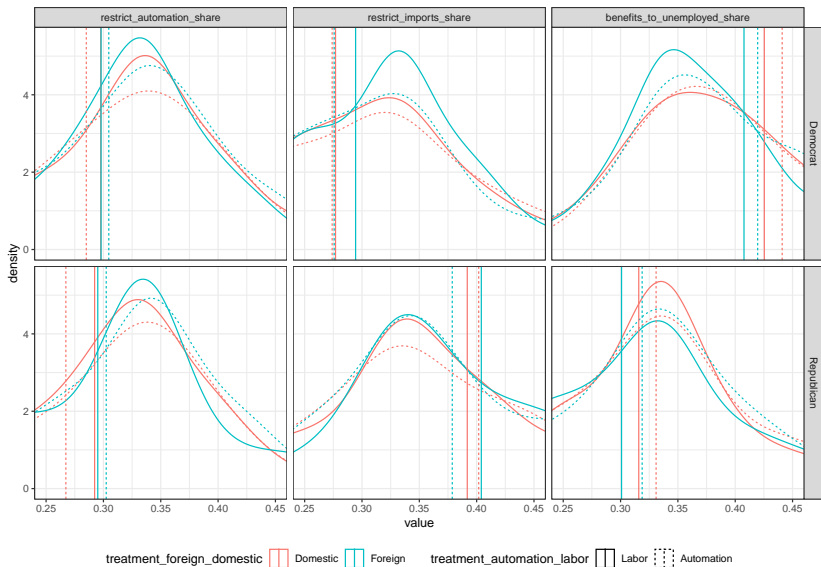 restrict_automation_share restrict_imports_share benefits_to_unemployed_share
4
2
0
Democrat
density
4
2
0
Republican
0.25 0.30 0.35 0.40 0.45 0.25 0.30 0.35 0.40 0.45 0.25 0.30 0.35 0.40 0.45
value
treatment_foreign_domestic Domestic Foreign treatment_automation_labor Labor Automation